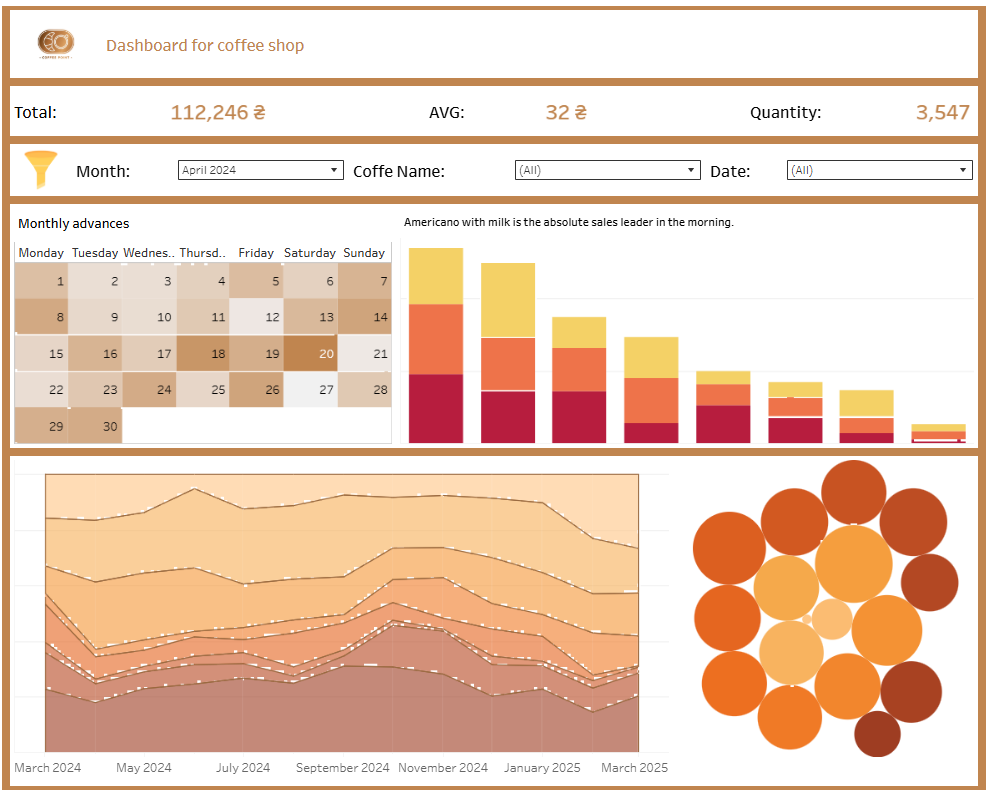 Dashboard for coffee shop
Total: 112,246 ₴ AVG: 32 ₴ Quantity: 3,547
Month: April 2024 Coffe Name: (All) Date: (All)
Monthly advances
Monday Tuesday Wednes.. Thursd.. Friday Saturday Sunday
1 2 3 4 5 6 7
8 9 10 11 12 13 14
15 16 17 18 19 20 21
22 23 24 25 26 27 28
29 30
Americano with milk is the absolute sales leader in the morning.
March 2024 May 2024 July 2024 September 2024 November 2024 January 2025 March 2025